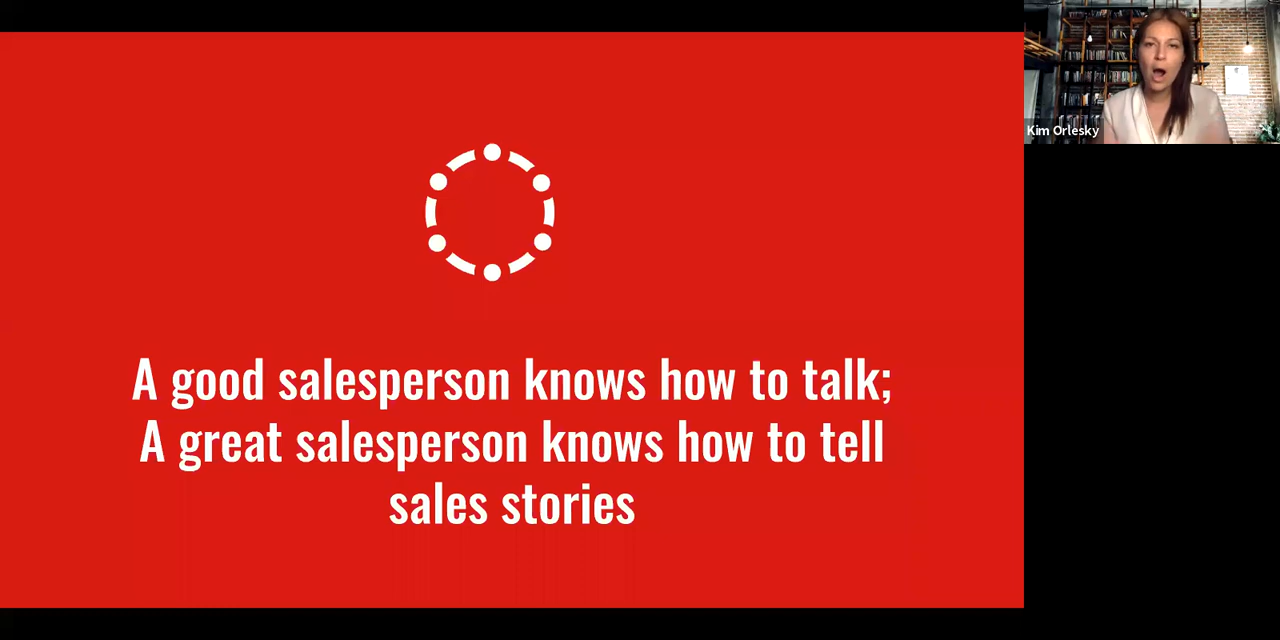 Kim Orlesky
A good salesperson knows how to talk;
A great salesperson knows how to tell
sales stories